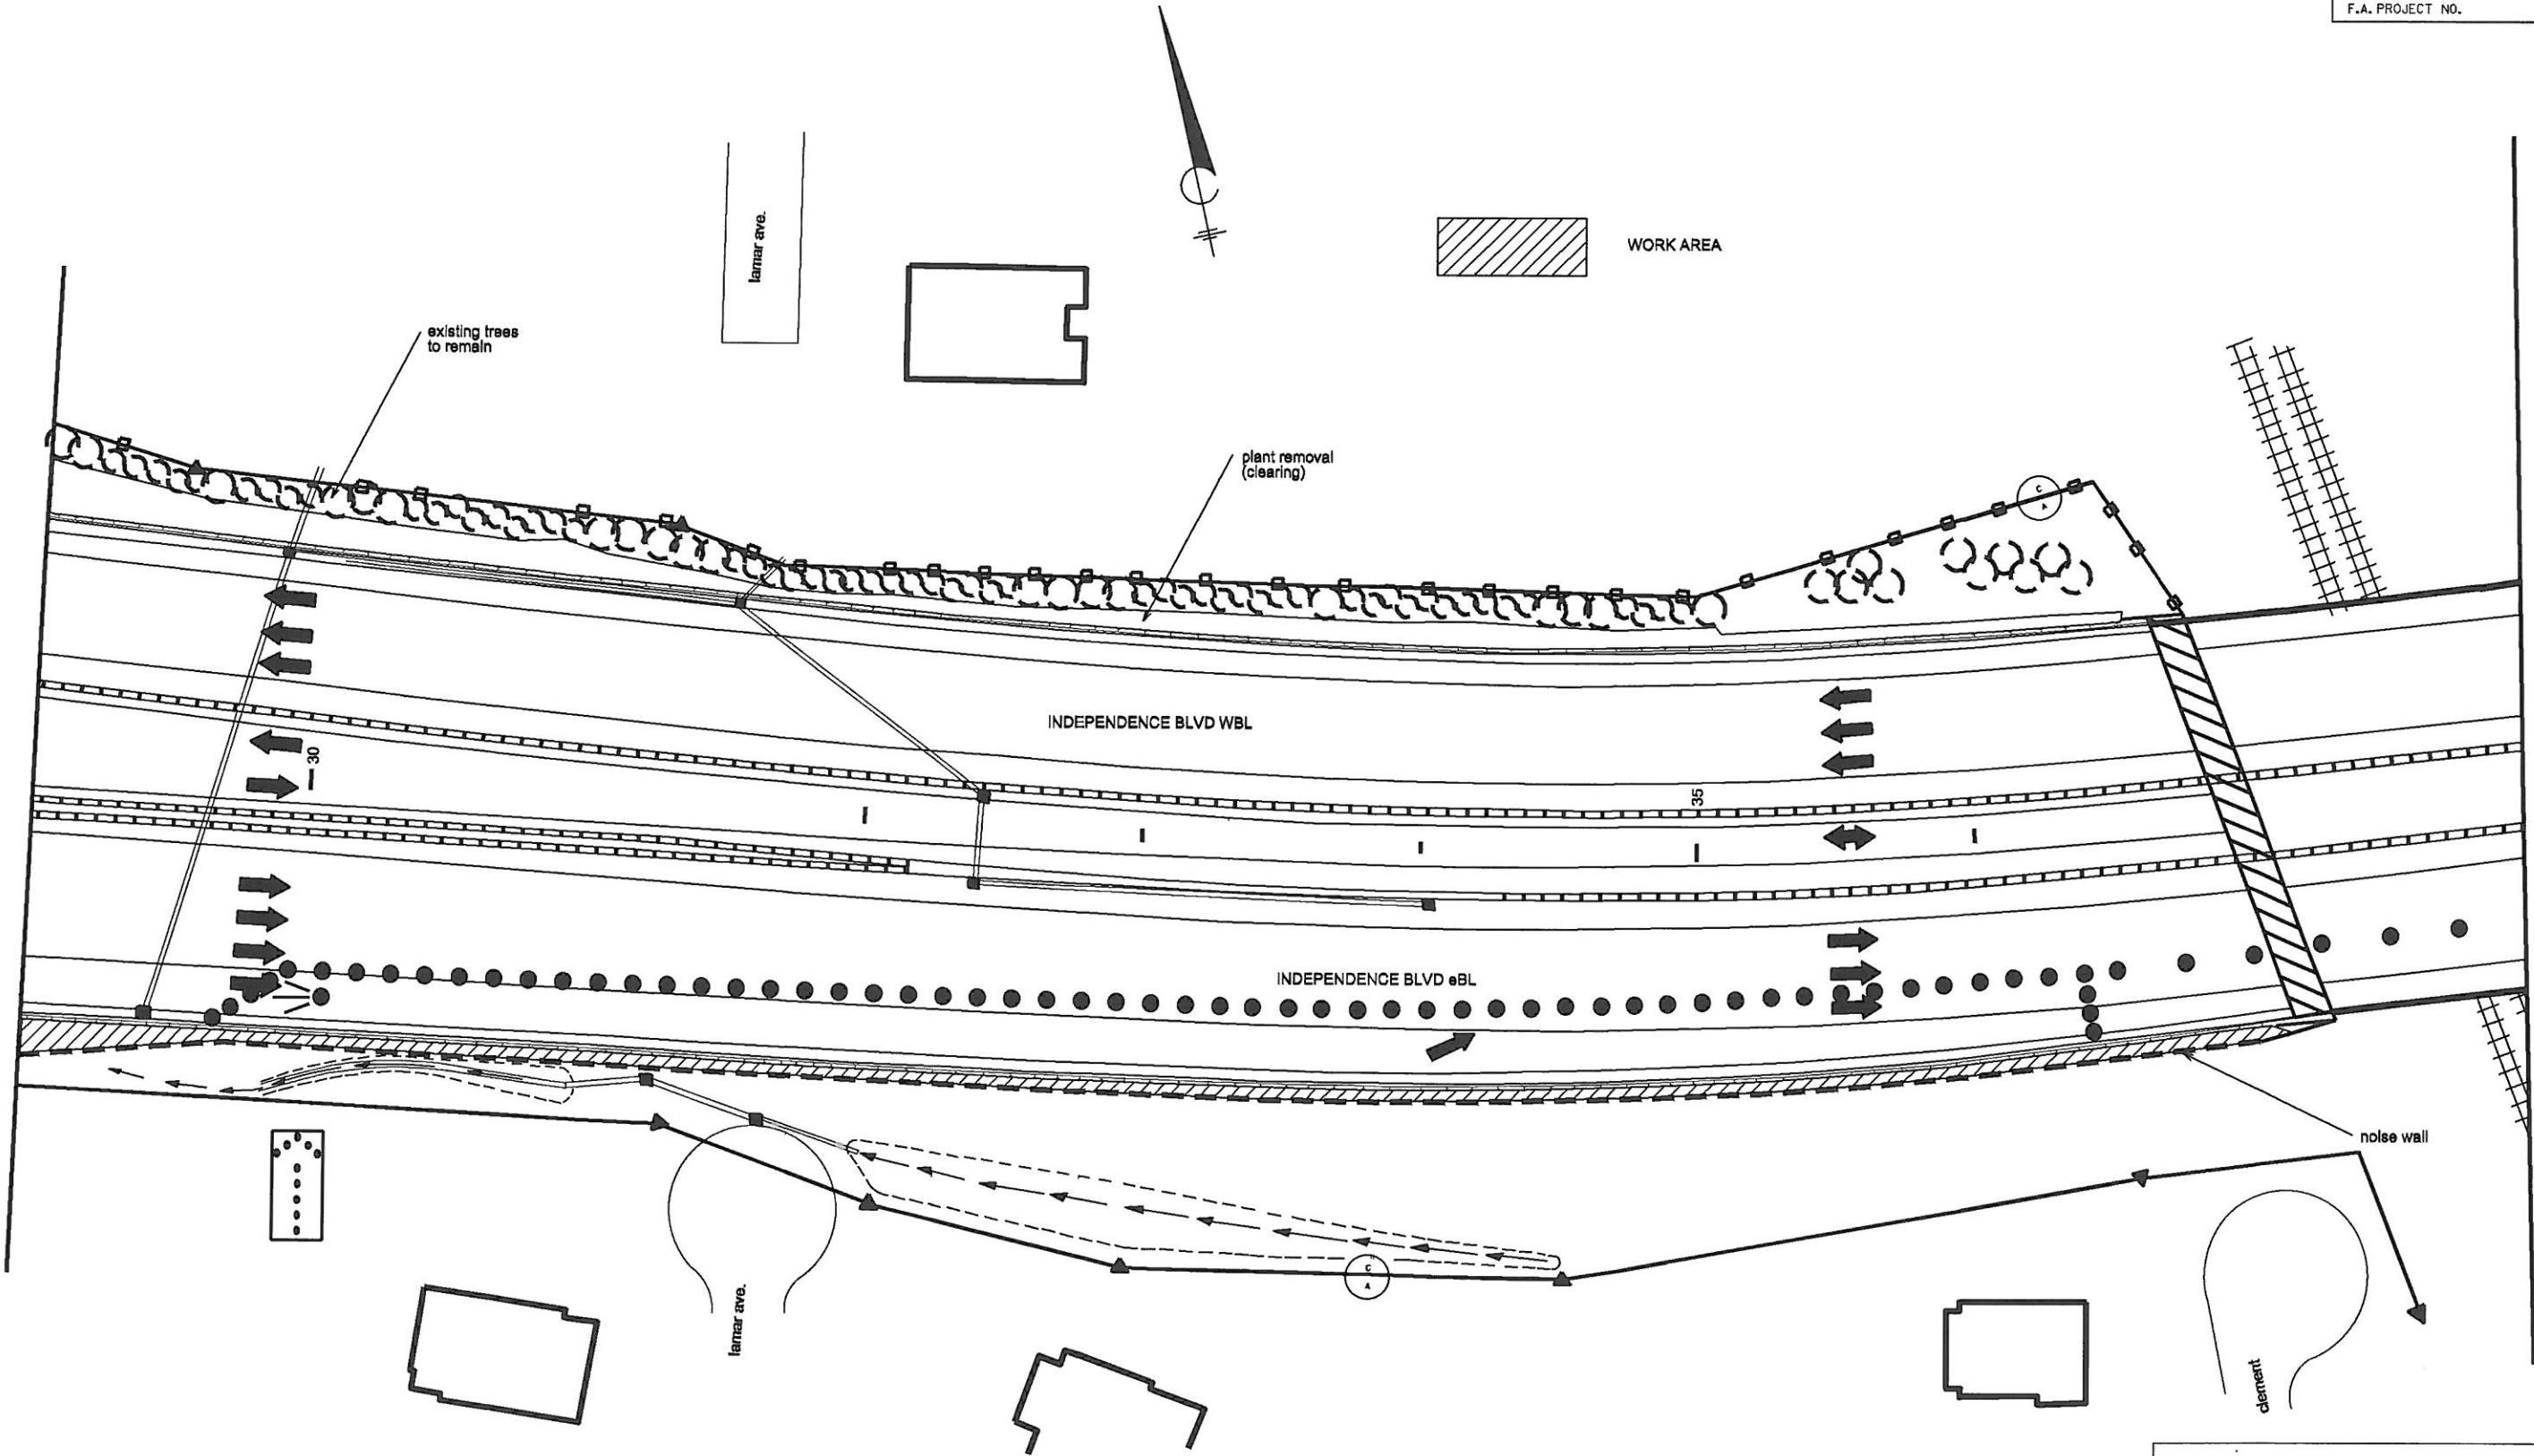 F.A. PROJECT NO.
lamar ave.
WORK AREA
existing trees
to remain
plant removal
(clearing)
C
A
INDEPENDENCE BLVD WBL
30
35
INDEPENDENCE BLVD eBL
noise wall
C
A
lamar ave.
clement